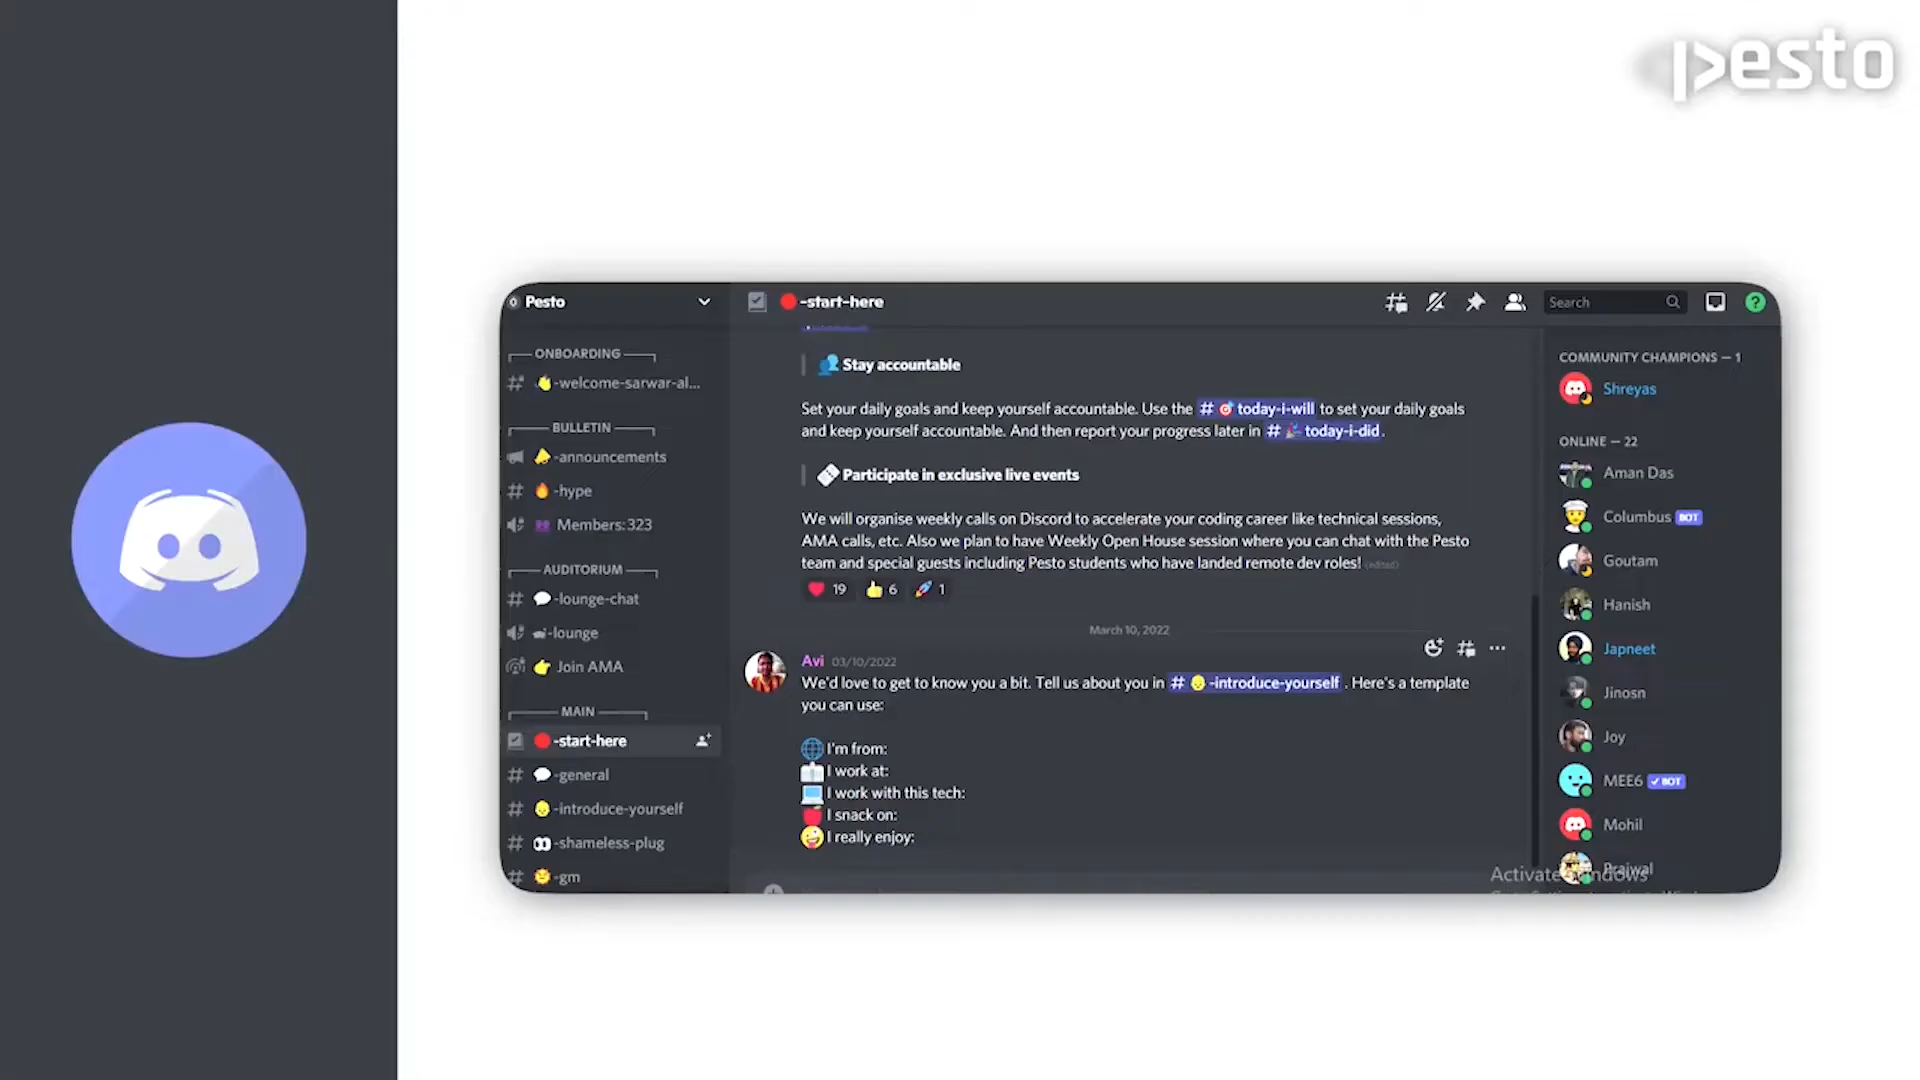 pesto
Pesto
ONBOARDING
-welcome-sarwar-al...
BULLETIN
-announcements
-hype
Members: 323
AUDITORIUM
-lounge-chat
-lounge
Join AMA
MAIN
-start-here
-general
-introduce-yourself
-shameless-plug
-gm
-start-here
Search
Stay accountable
Set your daily goals and keep yourself accountable. Use the # today-i-will to set your daily goals
and keep yourself accountable. And then report your progress later in # today-i-did.
Participate in exclusive live events
We will organise weekly calls on Discord to accelerate your coding career like technical sessions,
AMA calls, etc. Also we plan to have Weekly Open House session where you can chat with the Pesto
team and special guests including Pesto students who have landed remote dev roles! (edited)
19 6 1
March 10, 2022
Avi 03/10/2022
We'd love to get to know you a bit. Tell us about you in # -introduce-yourself . Here's a template
you can use:
I'm from:
I work at:
I work with this tech:
I snack on:
I really enjoy:
COMMUNITY CHAMPIONS — 1
Shreyas
ONLINE — 22
Aman Das
Columbus BOT
Goutam
Hanish
Japneet
Jinosn
Joy
MEE6 BOT
Mohil
Prajwal
Activate Windows